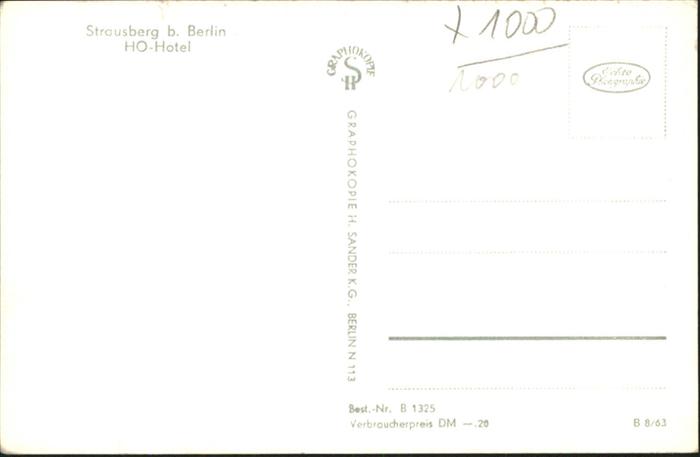 Strausberg b. Berlin
HO-Hotel
x 1000
1000
Echte
Photographie
GRAPHOKOPIE
GRAPHOKOPIE H. SANDER K.G., BERLIN N 113
Best.-Nr. B 1325
Verbraucherpreis DM —.20
B 8/63